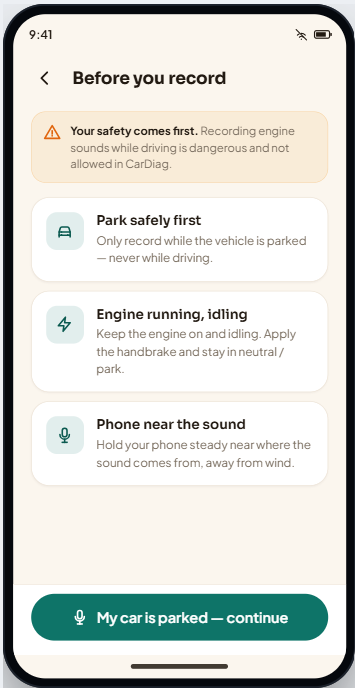 9:41
Before you record
Your safety comes first. Recording engine
sounds while driving is dangerous and not
allowed in CarDiag.
Park safely first
Only record while the vehicle is parked
— never while driving.
Engine running, idling
Keep the engine on and idling. Apply
the handbrake and stay in neutral /
park.
Phone near the sound
Hold your phone steady near where the
sound comes from, away from wind.
My car is parked — continue